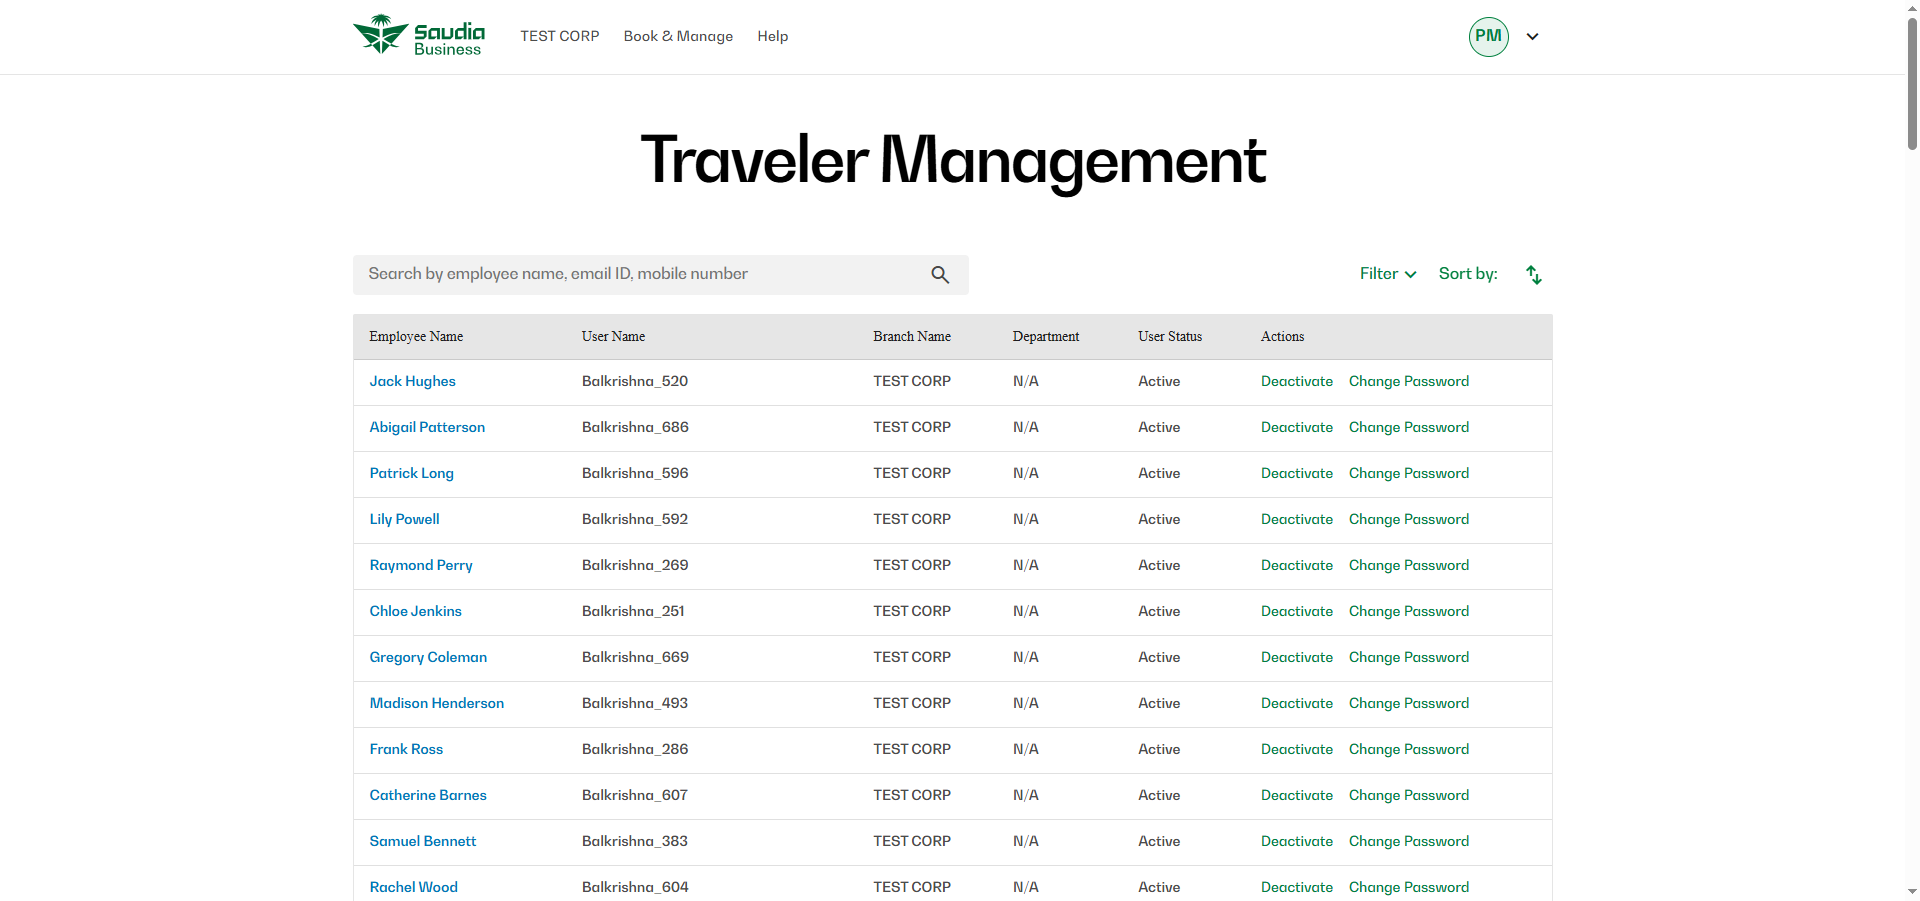 Saudia Business
TEST CORP
Book & Manage
Help
PM
Traveler Management
Search by employee name, email ID, mobile number
Filter
Sort by:
Employee Name User Name Branch Name Department User Status Actions
Jack Hughes Balkrishna_520 TEST CORP N/A Active Deactivate Change Password
Abigail Patterson Balkrishna_686 TEST CORP N/A Active Deactivate Change Password
Patrick Long Balkrishna_596 TEST CORP N/A Active Deactivate Change Password
Lily Powell Balkrishna_592 TEST CORP N/A Active Deactivate Change Password
Raymond Perry Balkrishna_269 TEST CORP N/A Active Deactivate Change Password
Chloe Jenkins Balkrishna_251 TEST CORP N/A Active Deactivate Change Password
Gregory Coleman Balkrishna_669 TEST CORP N/A Active Deactivate Change Password
Madison Henderson Balkrishna_493 TEST CORP N/A Active Deactivate Change Password
Frank Ross Balkrishna_286 TEST CORP N/A Active Deactivate Change Password
Catherine Barnes Balkrishna_607 TEST CORP N/A Active Deactivate Change Password
Samuel Bennett Balkrishna_383 TEST CORP N/A Active Deactivate Change Password
Rachel Wood Balkrishna_604 TEST CORP N/A Active Deactivate Change Password